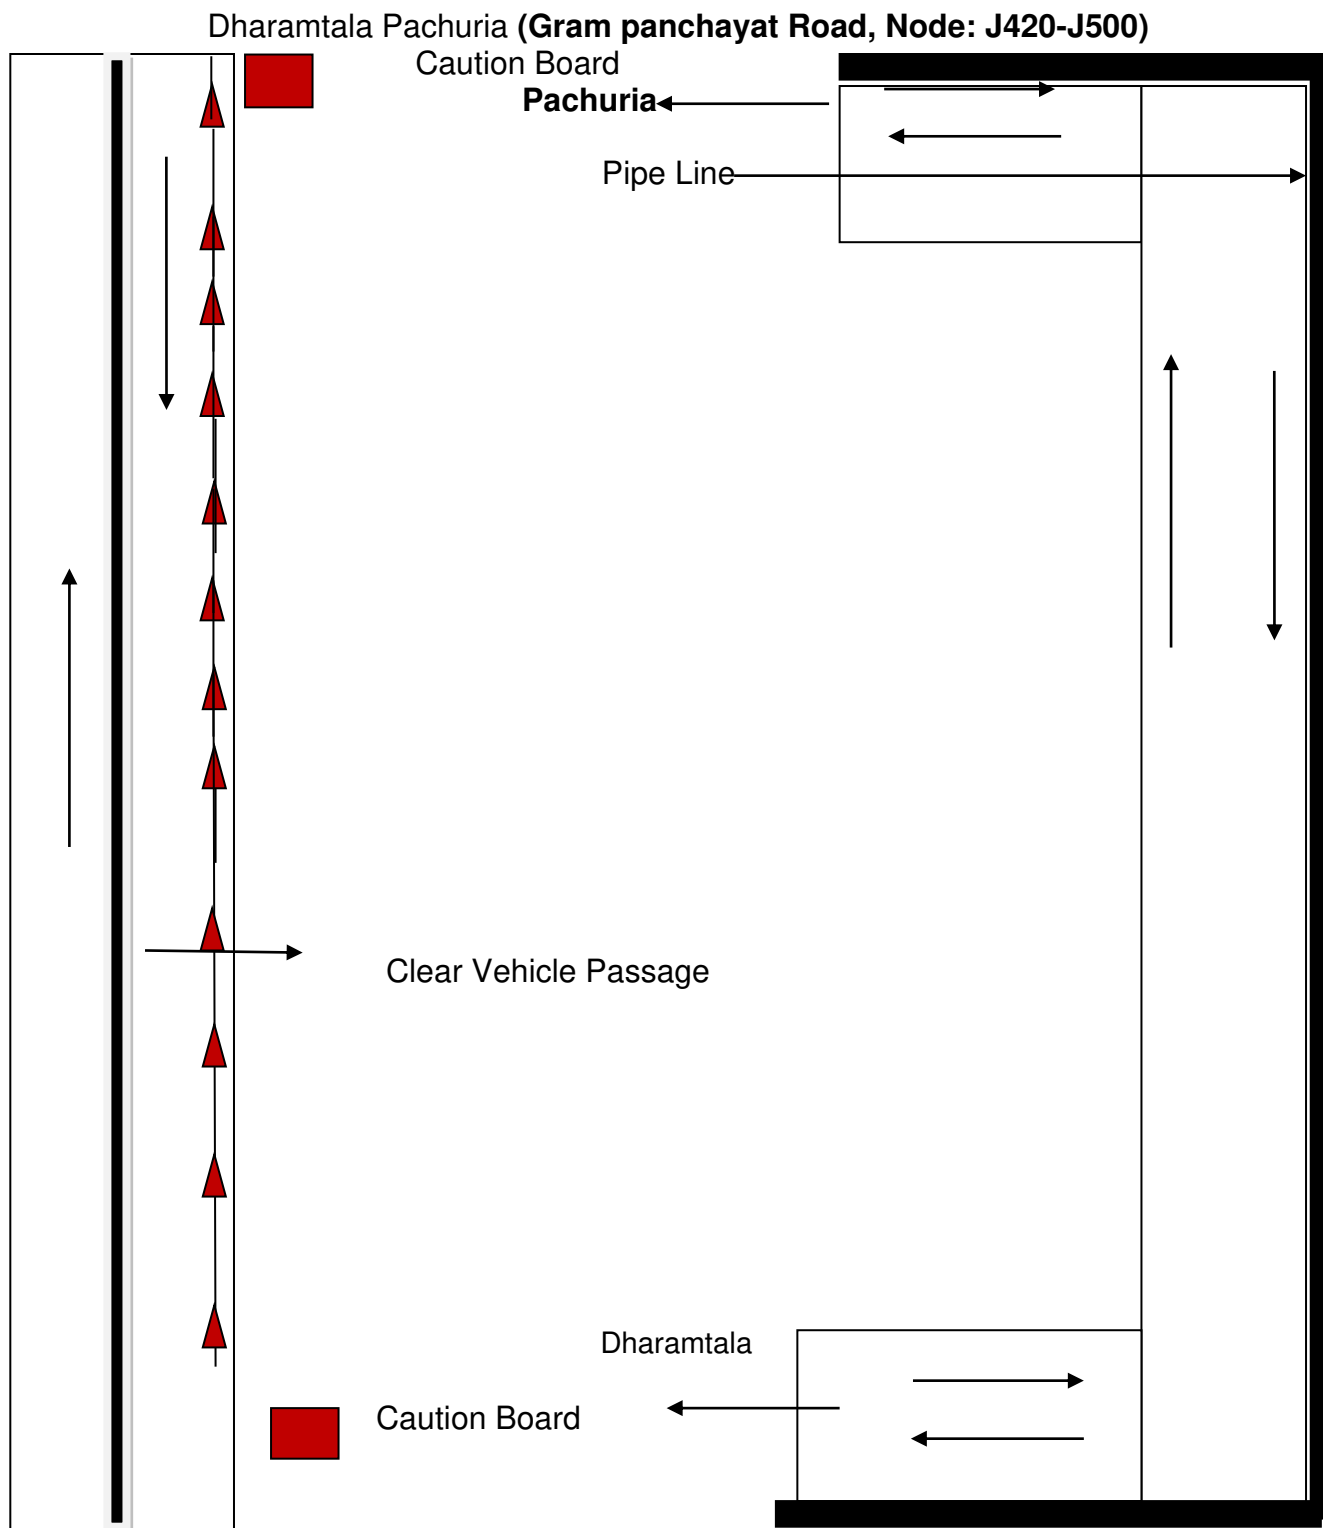 Dharamtala Pachuria (Gram panchayat Road, Node: J420-J500)
Caution Board
Pachuria
Pipe Line
Clear Vehicle Passage
Dharamtala
Caution Board